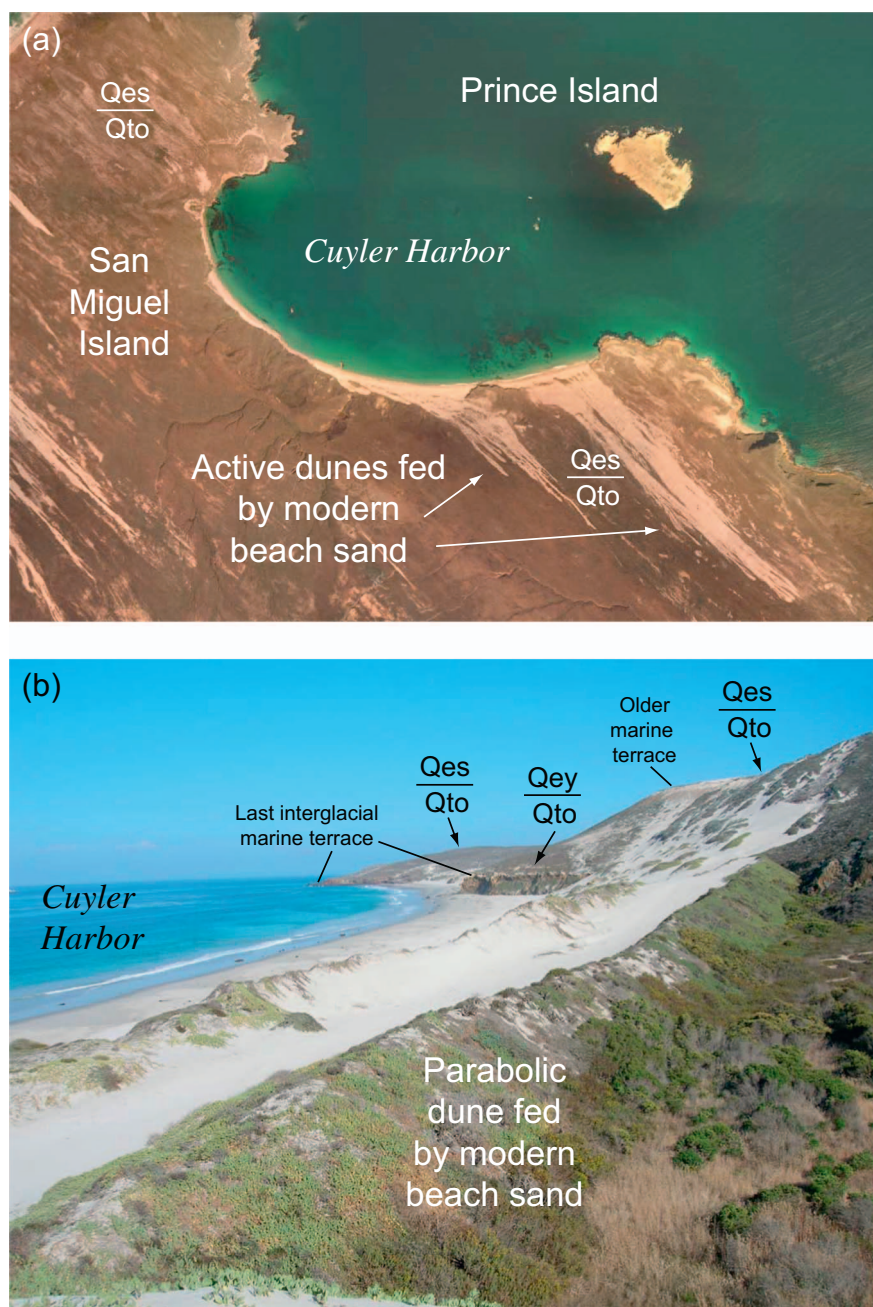 (a)
Qes
Qto
Prince Island
Cuyler Harbor
San
Miguel
Island
Active dunes fed
by modern
beach sand
Qes
Qto
(b)
Older
marine
terrace
Qes
Qto
Qes
Qto
Qey
Qto
Last interglacial
marine terrace
Cuyler
Harbor
Parabolic
dune fed
by modern
beach sand